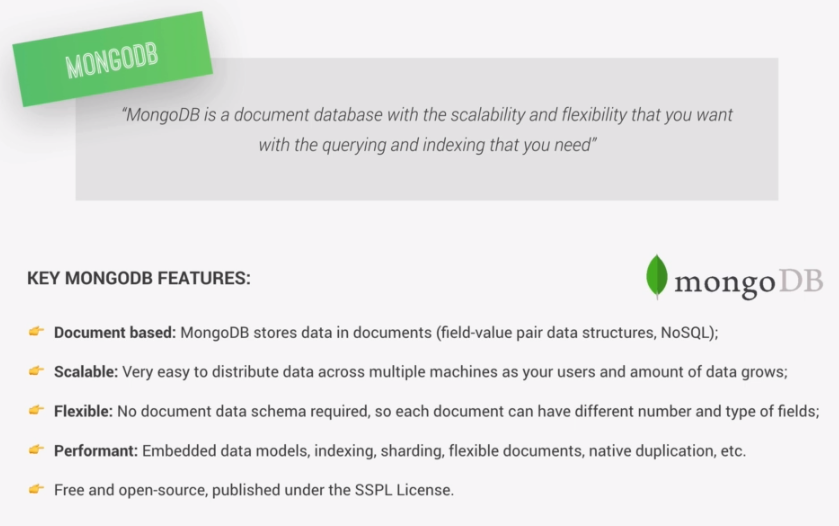 MONGODB
“MongoDB is a document database with the scalability and flexibility that you want
with the querying and indexing that you need”
KEY MONGODB FEATURES:
mongoDB
Document based: MongoDB stores data in documents (field-value pair data structures, NoSQL);
Scalable: Very easy to distribute data across multiple machines as your users and amount of data grows;
Flexible: No document data schema required, so each document can have different number and type of fields;
Performant: Embedded data models, indexing, sharding, flexible documents, native duplication, etc.
Free and open-source, published under the SSPL License.